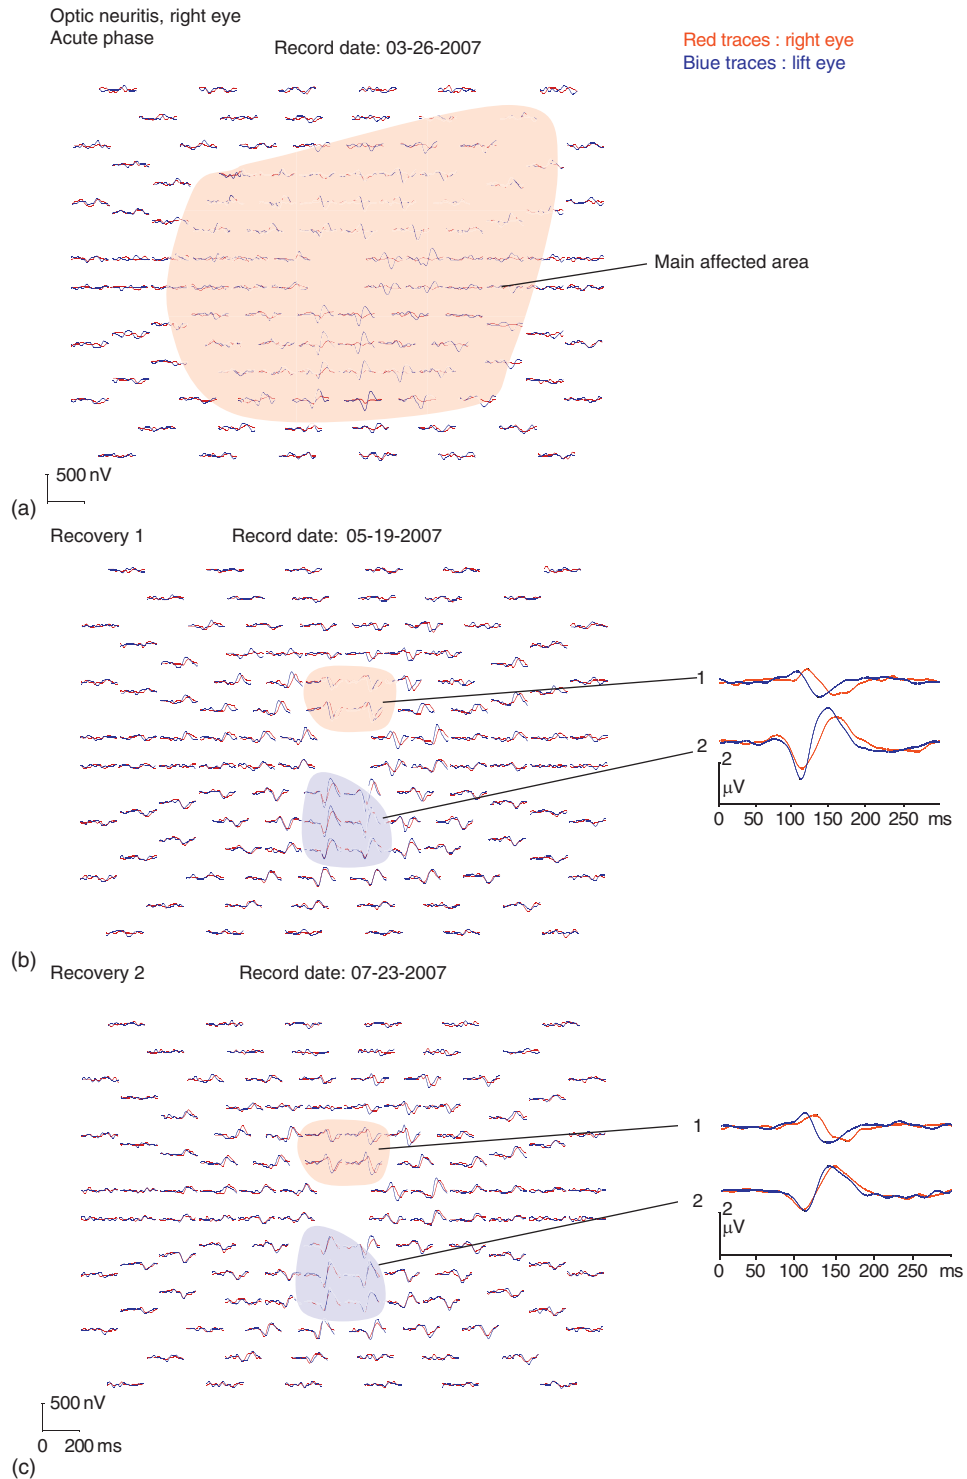 Optic neuritis, right eye
Acute phase
Record date: 03-26-2007
Red traces : right eye
Biue traces : lift eye
Main affected area
500 nV
(a)
Recovery 1
Record date: 05-19-2007
1
2
2
µV
0 50 100 150 200 250 ms
(b)
Recovery 2
Record date: 07-23-2007
1
2
2
µV
0 50 100 150 200 250 ms
500 nV
0 200 ms
(c)